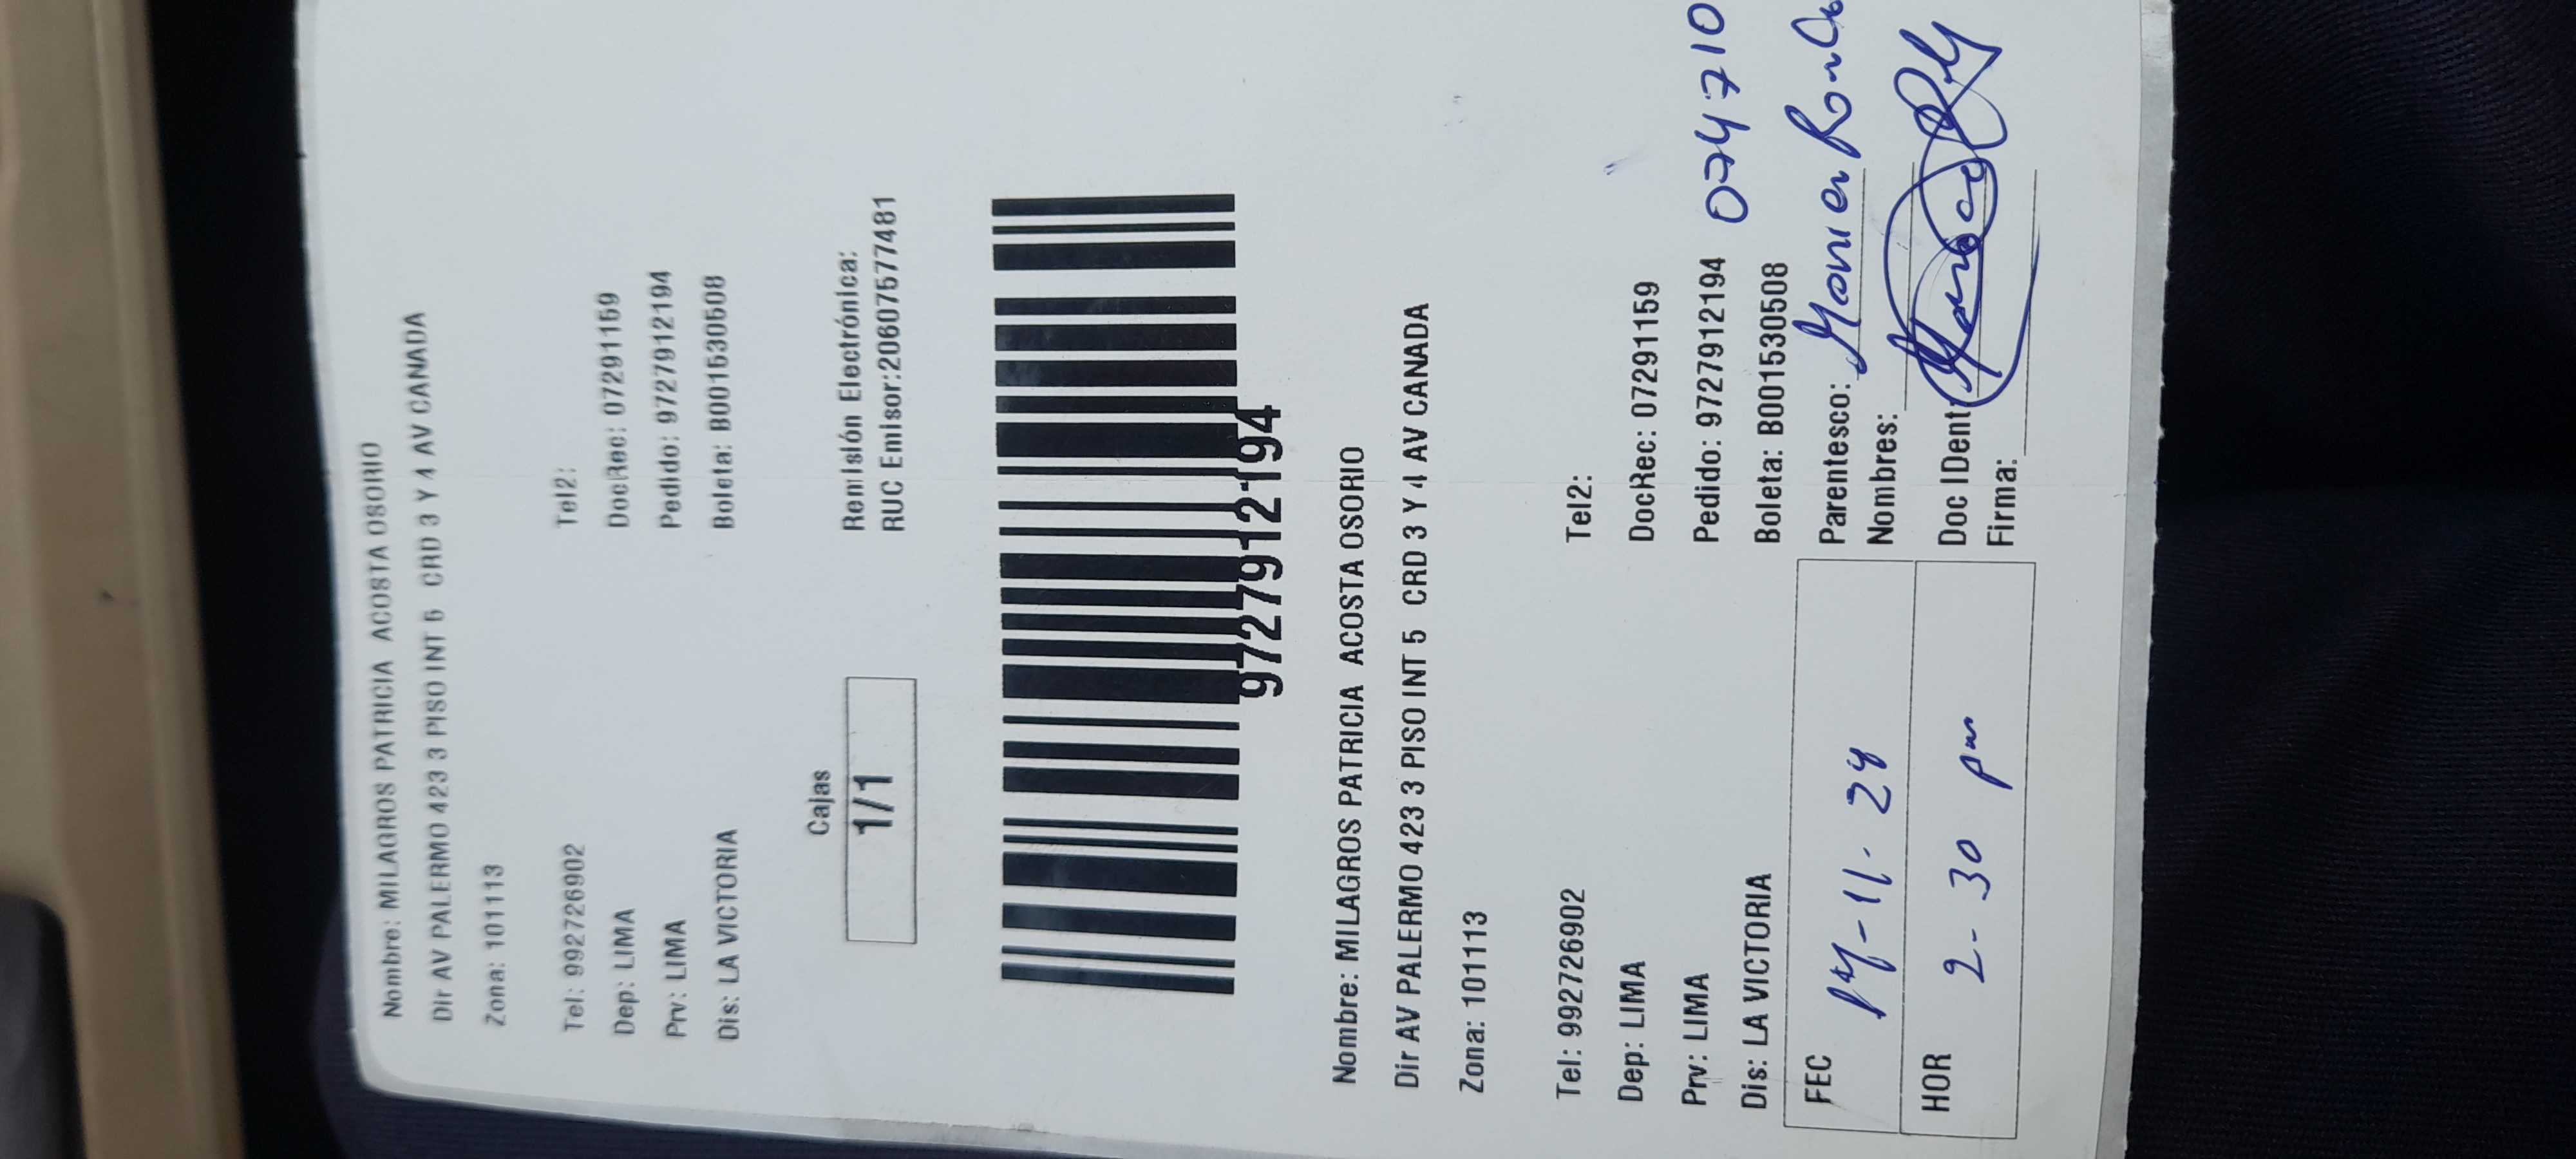 Nombre: MILAGROS PATRICIA ACOSTA OSORIO
Dir AV PALERMO 423 3 PISO INT 5 CRD 3 Y 4 AV CANADA
Zona: 101113
Tel: 992726902 Tel2:
Dep: LIMA DocRec: 07291159
Prv: LIMA Pedido: 9727912194
Dis: LA VICTORIA Boleta: B001530508
Cajas
1/1
Remisión Electrónica:
RUC Emisor:20607577481
9727912194
Nombre: MILAGROS PATRICIA ACOSTA OSORIO
Dir AV PALERMO 423 3 PISO INT 5 CRD 3 Y 4 AV CANADA
Zona: 101113
Tel: 992726902 Tel2:
Dep: LIMA DocRec: 07291159
Prv: LIMA Pedido: 9727912194 074710
Dis: LA VICTORIA Boleta: B001530508
FEC 14-11-24 Parentesco:
Nombres:
HOR 2-30 pm Doc IDent
Firma: